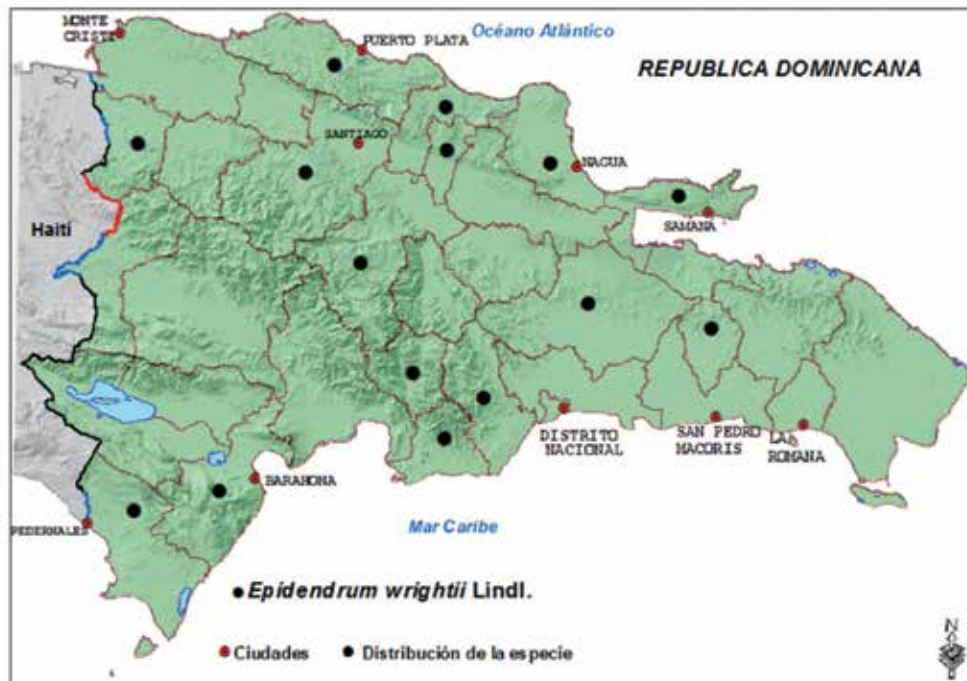 MONTE
CRISTI
PUERTO PLATA
Océano Atlántico
REPUBLICA DOMINICANA
SANTIAGO
NAGUA
SAMANA
Haití
DISTRITO
NACIONAL
SAN PEDRO
MACORIS
LA
ROMANA
BARAHONA
PEDERNALES
Mar Caribe
Epidendrum wrightii Lindl.
Ciudades
Distribución de la especie
N